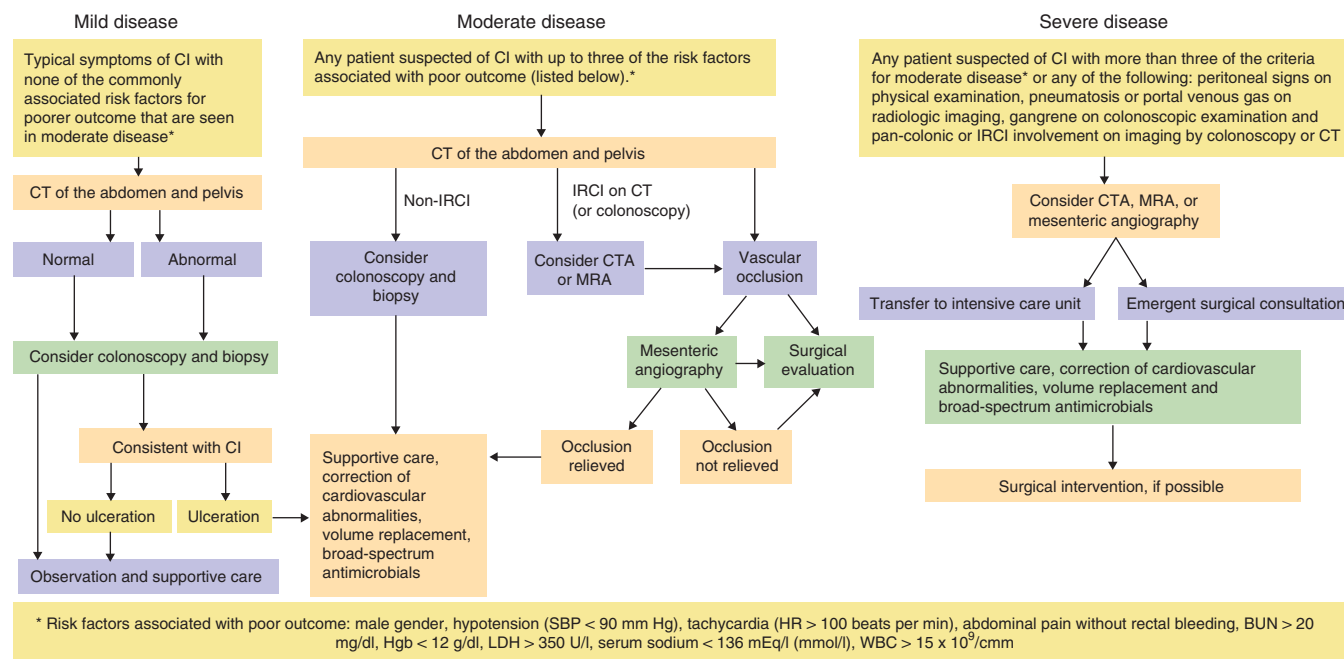 Mild disease
Typical symptoms of CI with
none of the commonly
associated risk factors for
poorer outcome that are
seen in moderate disease*
CT of the abdomen and pelvis
Normal
Abnormal
Consider colonoscopy and biopsy
Consistent with CI
No ulceration
Ulceration
Observation and supportive care
Moderate disease
Any patient suspected of CI with up to three of the risk factors
associated with poor outcome (listed below).*
CT of the abdomen and pelvis
Non-IRCI
IRCI on CT
(or colonoscopy)
Consider
colonoscopy and
biopsy
Consider CTA
or MRA
Vascular
occlusion
Mesenteric
angiography
Surgical
evaluation
Occlusion
relieved
Occlusion
not relieved
Supportive care,
correction of
cardiovascular
abnormalities,
volume replacement,
broad-spectrum
antimicrobials
Severe disease
Any patient suspected of CI with more than three of the criteria
for moderate disease* or any of the following: peritoneal signs on
physical examination, pneumatosis or portal venous gas on
radiologic imaging, gangrene on colonoscopic examination and
pan-colonic or IRCI involvement on imaging by colonoscopy or CT
Consider CTA, MRA, or
mesenteric angiography
Transfer to intensive care unit
Emergent surgical consultation
Supportive care, correction of cardiovascular
abnormalities, volume replacement and
broad-spectrum antimicrobials
Surgical intervention, if possible
* Risk factors associated with poor outcome: male gender, hypotension (SBP < 90 mm Hg), tachycardia (HR > 100 beats per min), abdominal pain without rectal bleeding, BUN > 20
mg/dl, Hgb < 12 g/dl, LDH > 350 U/l, serum sodium < 136 mEq/l (mmol/l), WBC > 15 x 10⁹/cmm